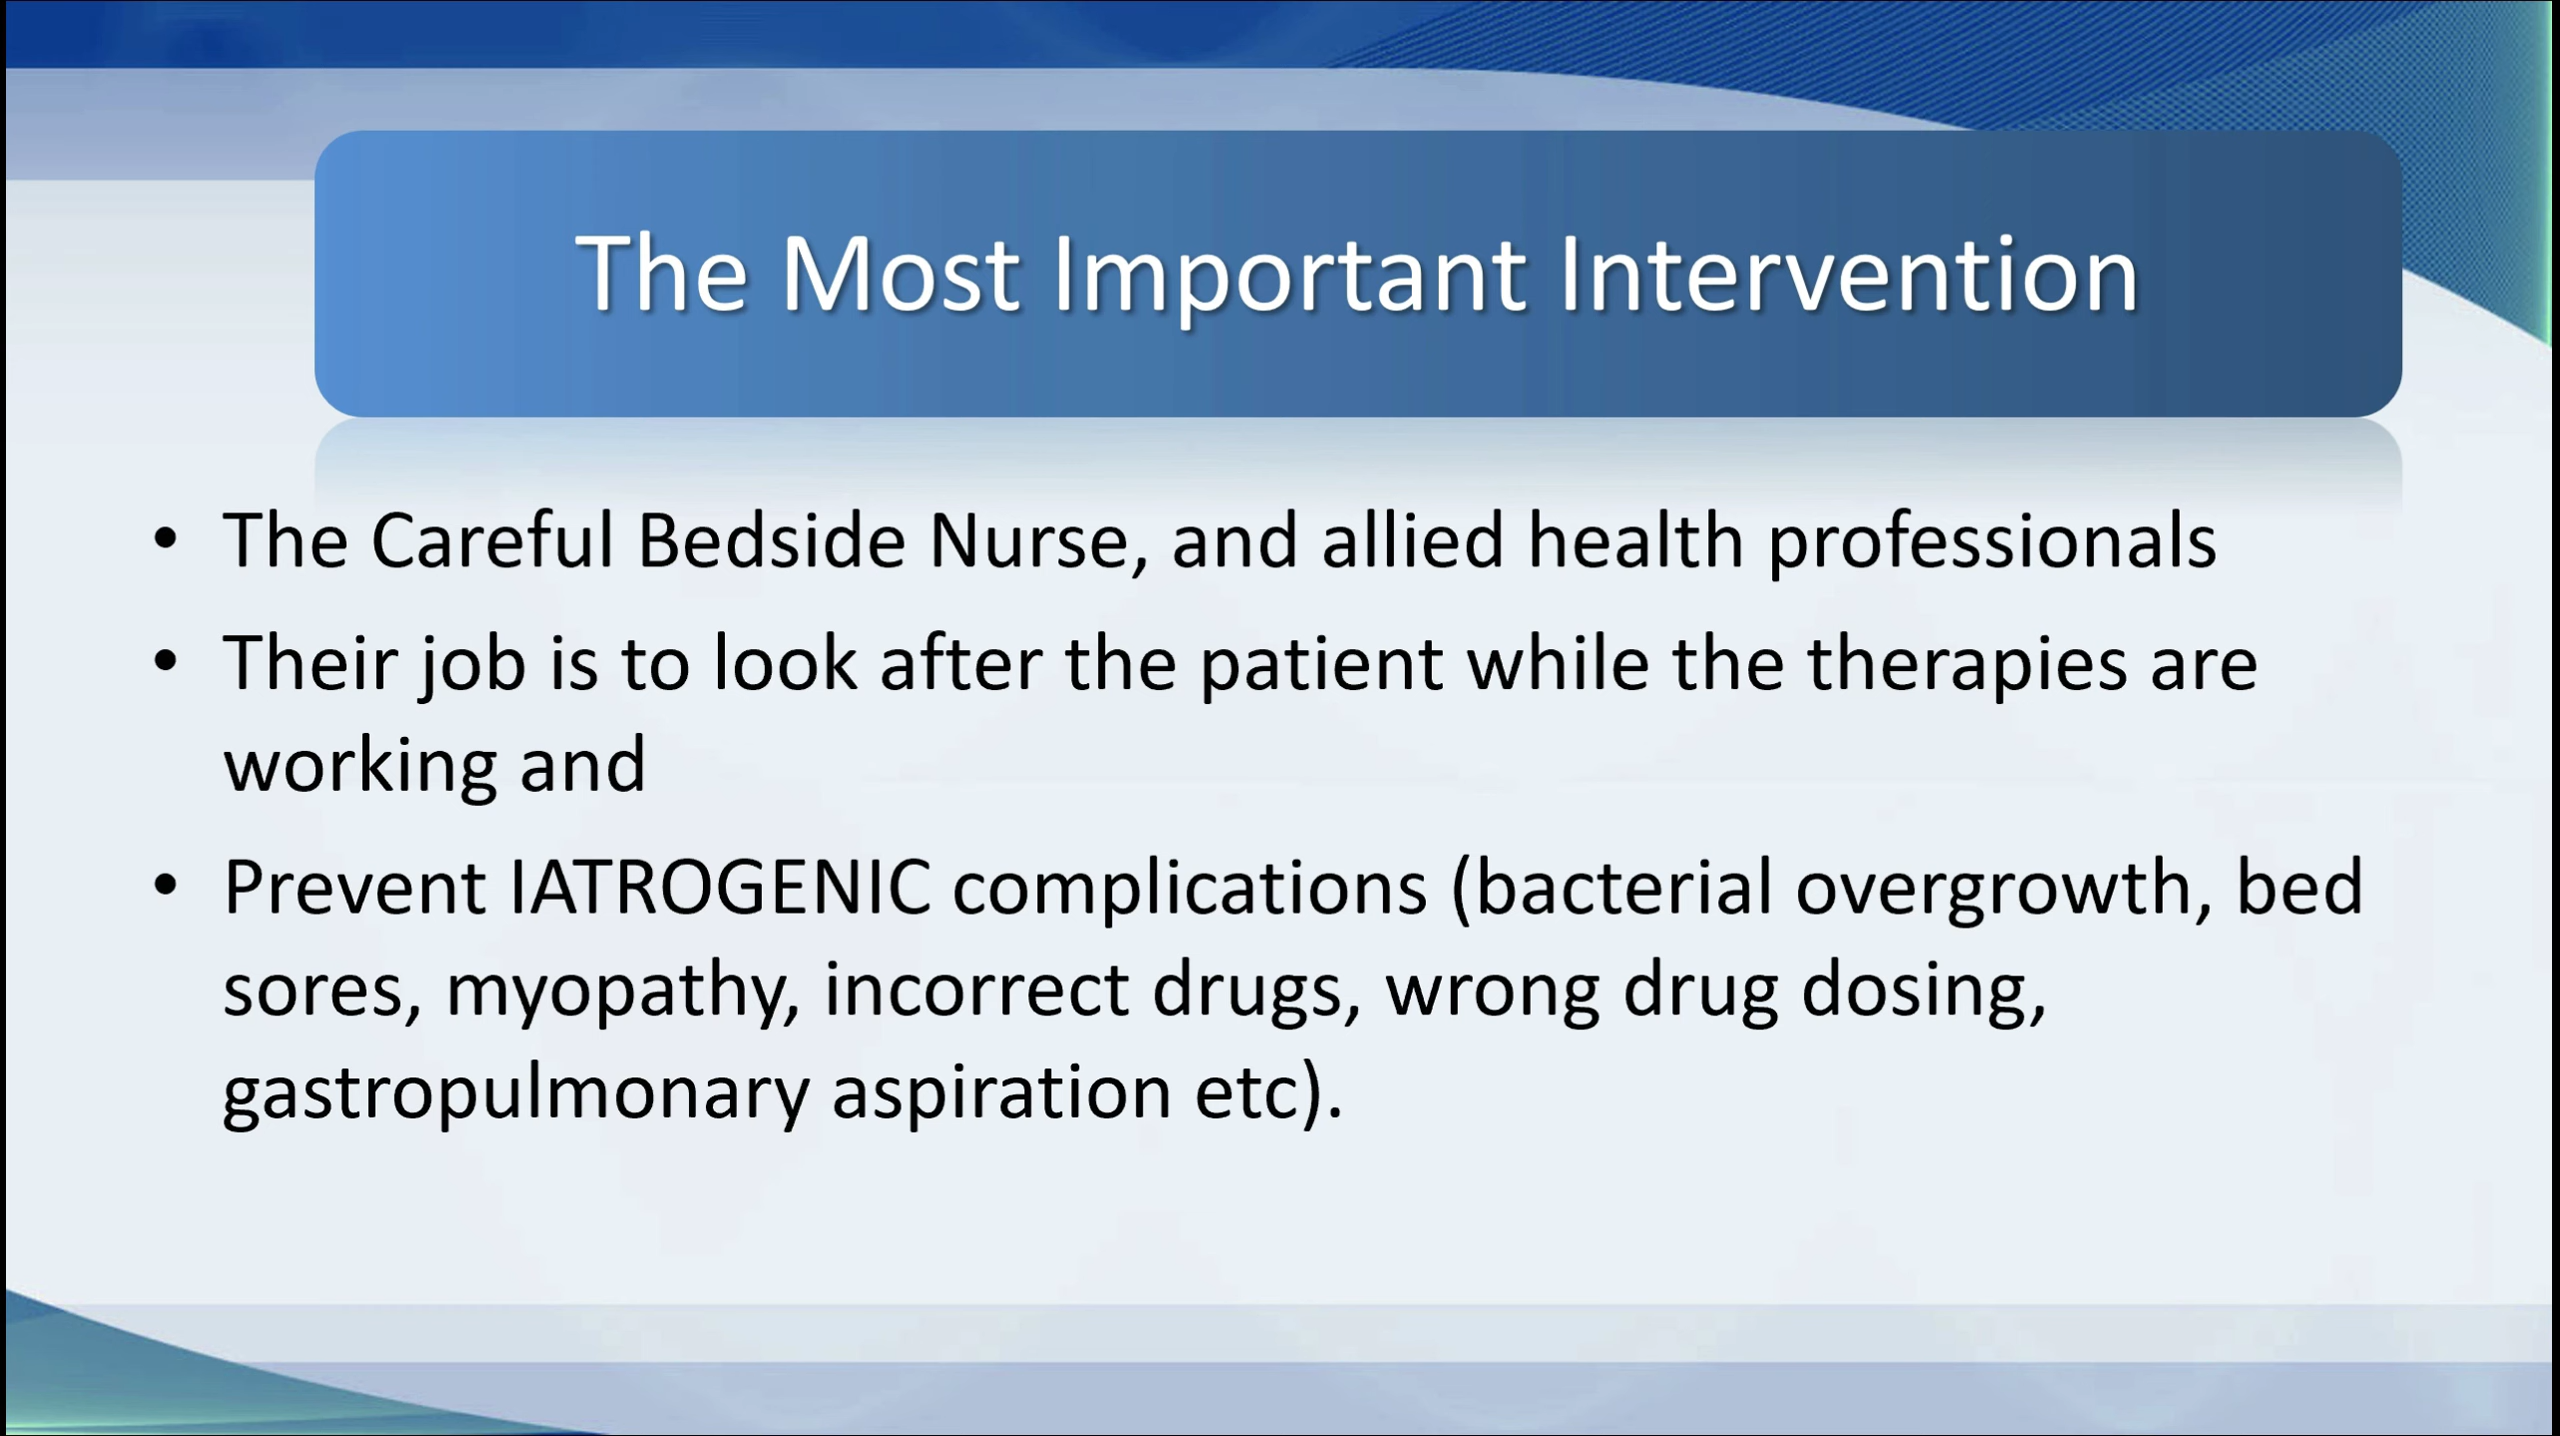 The Most Important Intervention
• The Careful Bedside Nurse, and allied health professionals
• Their job is to look after the patient while the therapies are
working and
• Prevent IATROGENIC complications (bacterial overgrowth, bed
sores, myopathy, incorrect drugs, wrong drug dosing,
gastropulmonary aspiration etc).